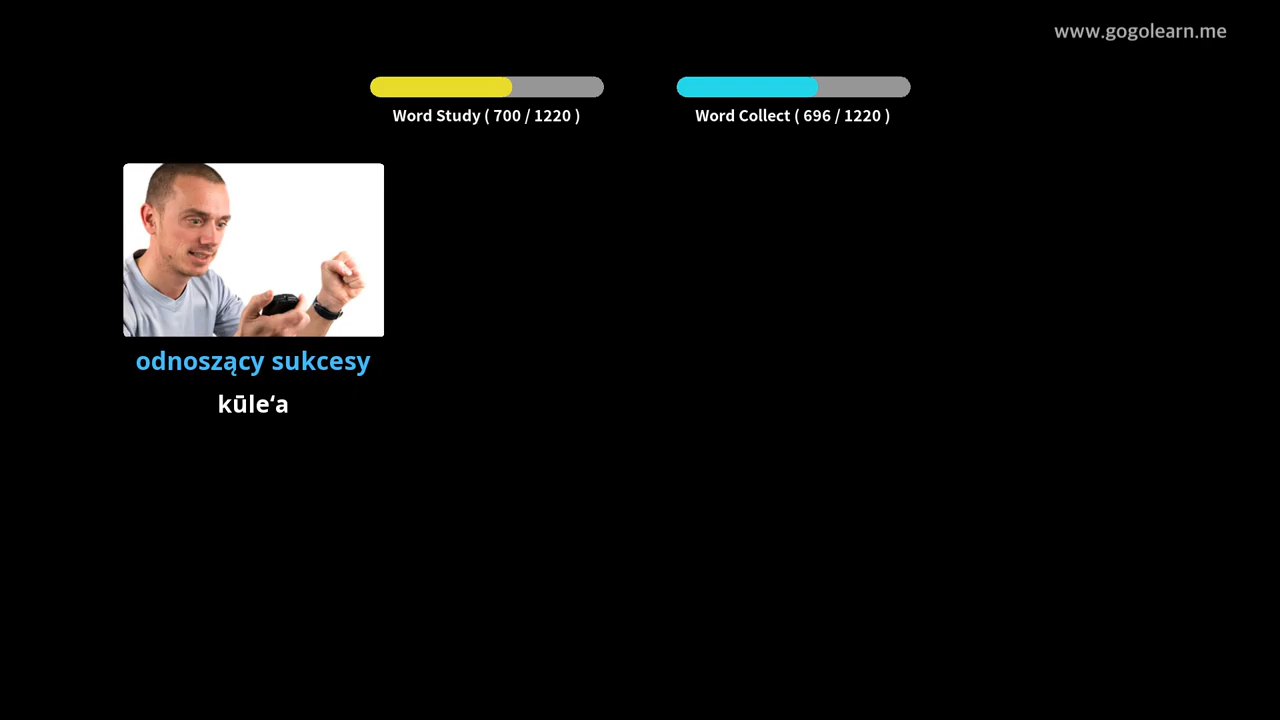 www.gogolearn.me
Word Study ( 700 / 1220 )
Word Collect ( 696 / 1220 )
odnoszący sukcesy
kūleʻa